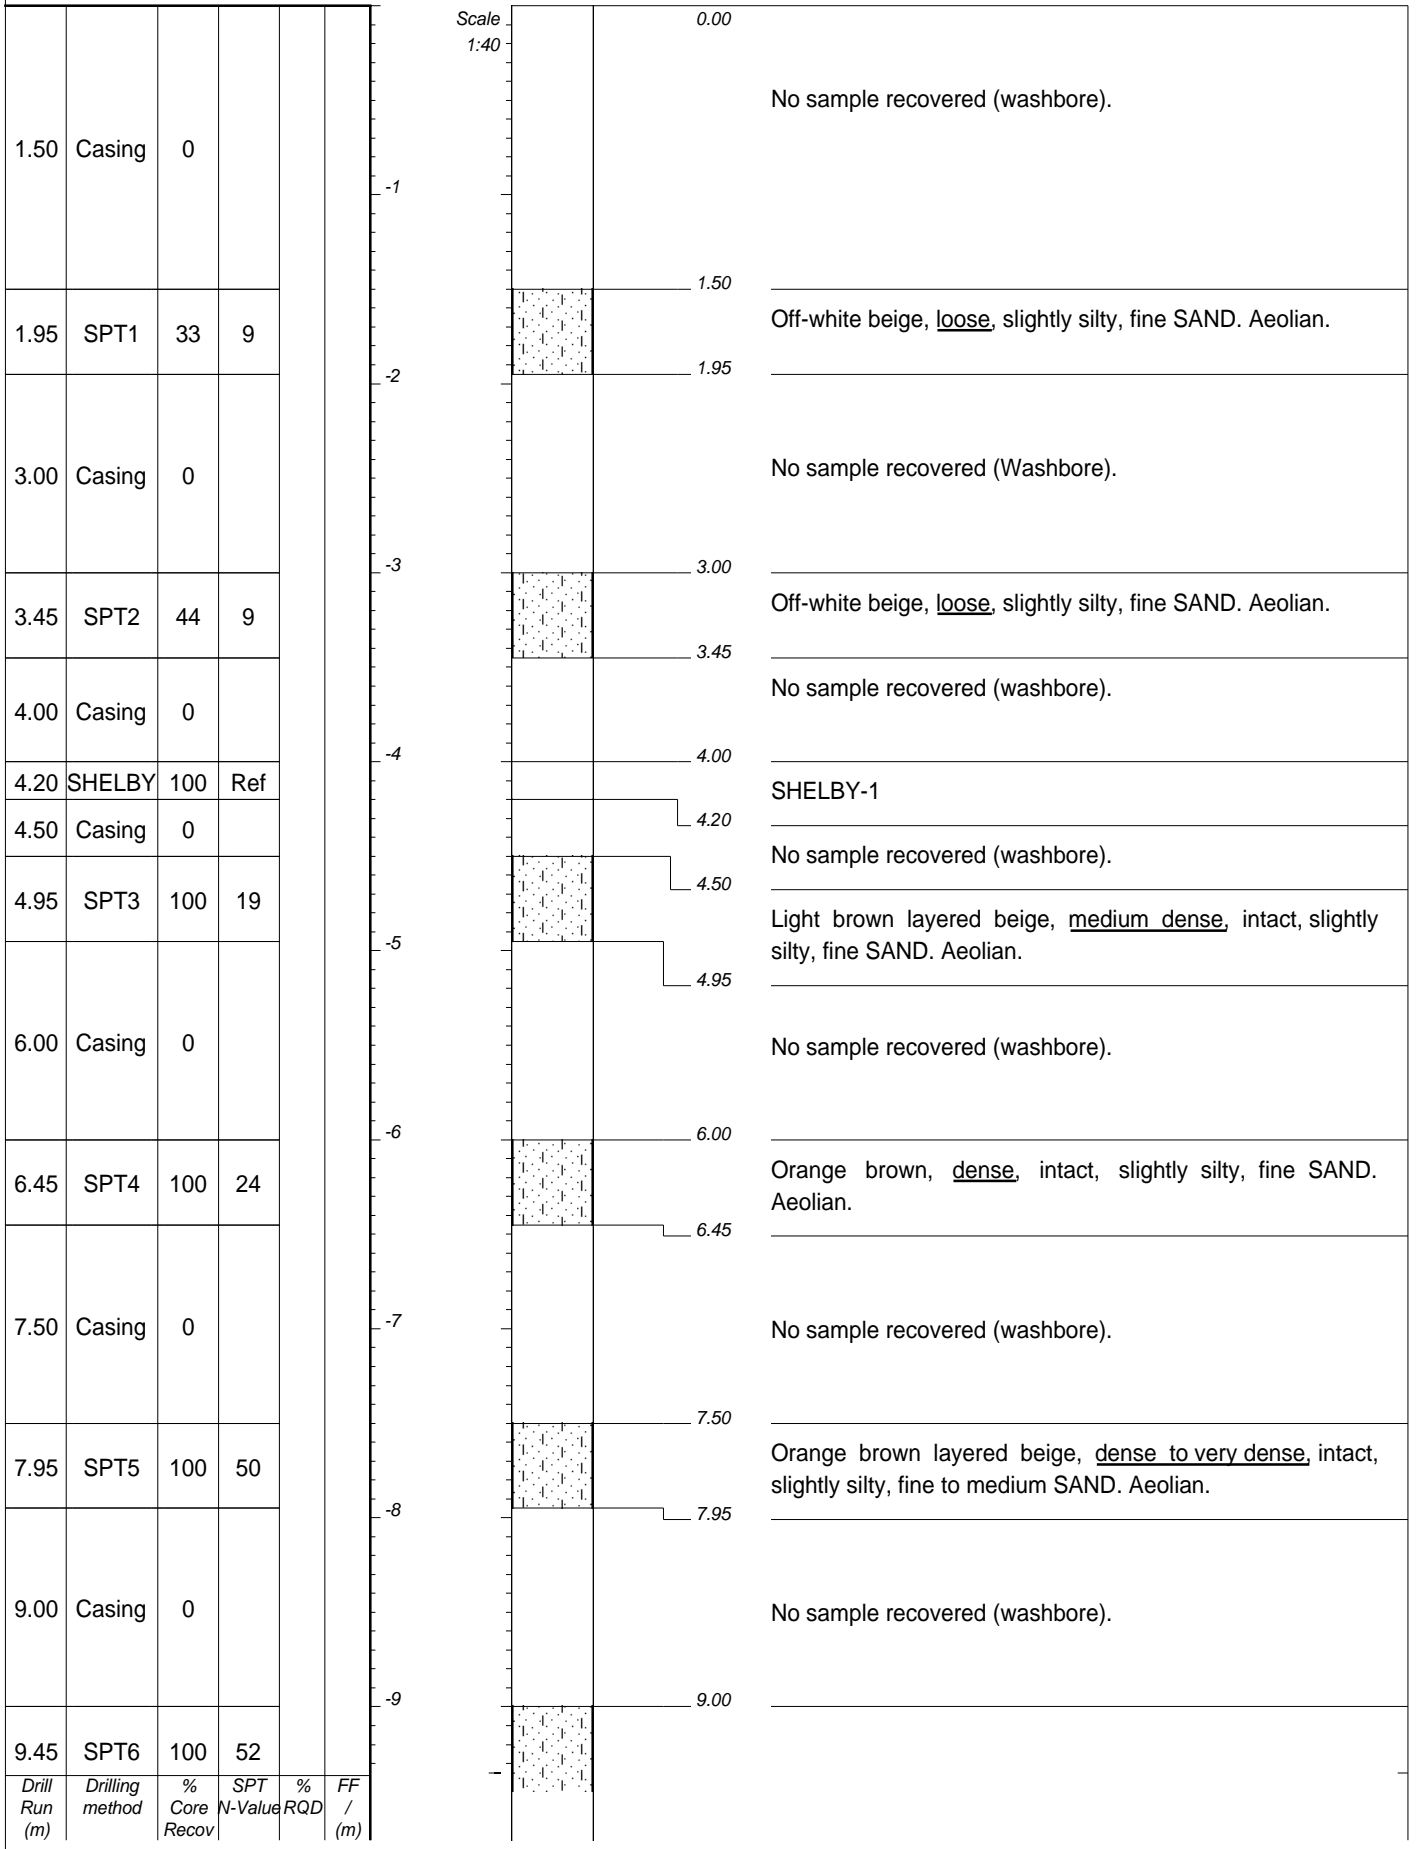 Scale 0.00
1:40
No sample recovered (washbore).
1.50 Casing 0
-1
1.50
Off-white beige, loose, slightly silty, fine SAND. Aeolian.
1.95 SPT1 33 9
1.95
-2
No sample recovered (Washbore).
3.00 Casing 0
-3 3.00
Off-white beige, loose, slightly silty, fine SAND. Aeolian.
3.45 SPT2 44 9
3.45
No sample recovered (washbore).
4.00 Casing 0
-4 4.00
4.20 SHELBY 100 Ref
SHELBY-1
4.20
4.50 Casing 0
No sample recovered (washbore).
4.50
4.95 SPT3 100 19
Light brown layered beige, medium dense, intact, slightly
silty, fine SAND. Aeolian.
-5
4.95
6.00 Casing 0
No sample recovered (washbore).
-6 6.00
Orange brown, dense, intact, slightly silty, fine SAND.
6.45 SPT4 100 24
Aeolian.
6.45
7.50 Casing 0 -7
No sample recovered (washbore).
7.50
Orange brown layered beige, dense to very dense, intact,
7.95 SPT5 100 50
slightly silty, fine to medium SAND. Aeolian.
-8 7.95
9.00 Casing 0
No sample recovered (washbore).
-9 9.00
9.45 SPT6 100 52
Drill Drilling % SPT % FF
Run method Core N-Value RQD /
(m) Recov (m)